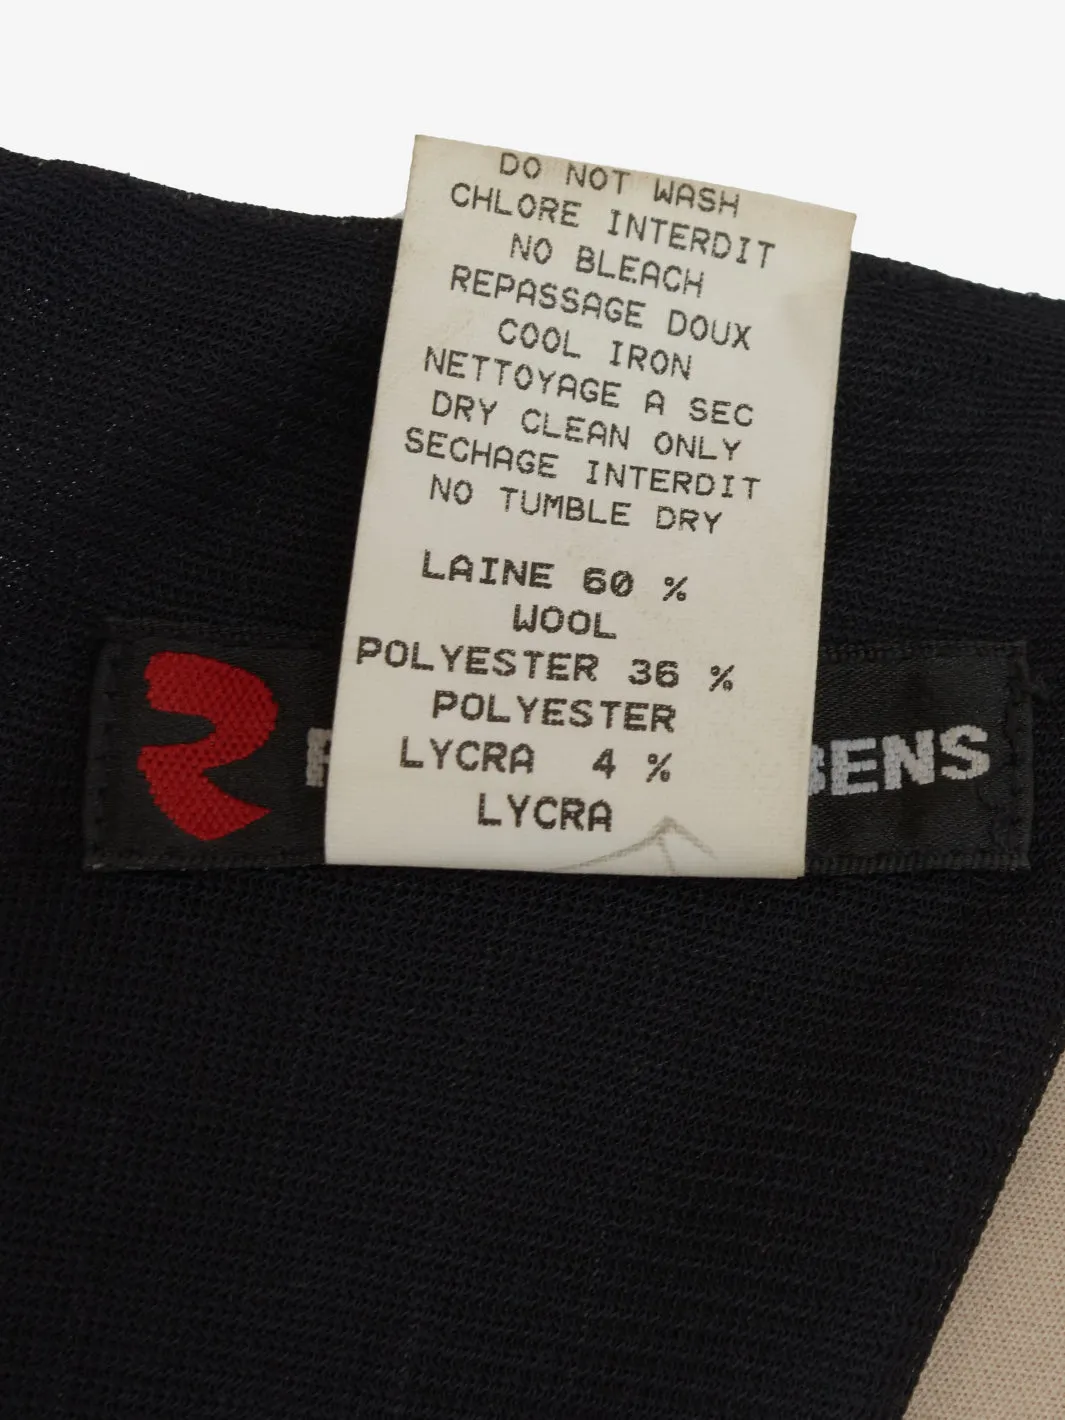 DO NOT WASH
CHLORE INTERDIT
NO BLEACH
REPASSAGE DOUX
COOL IRON
NETTOYAGE A SEC
DRY CLEAN ONLY
SECHAGE INTERDIT
NO TUMBLE DRY
LAINE 60 %
WOOL
POLYESTER 36 %
POLYESTER
LYCRA 4 %
LYCRA